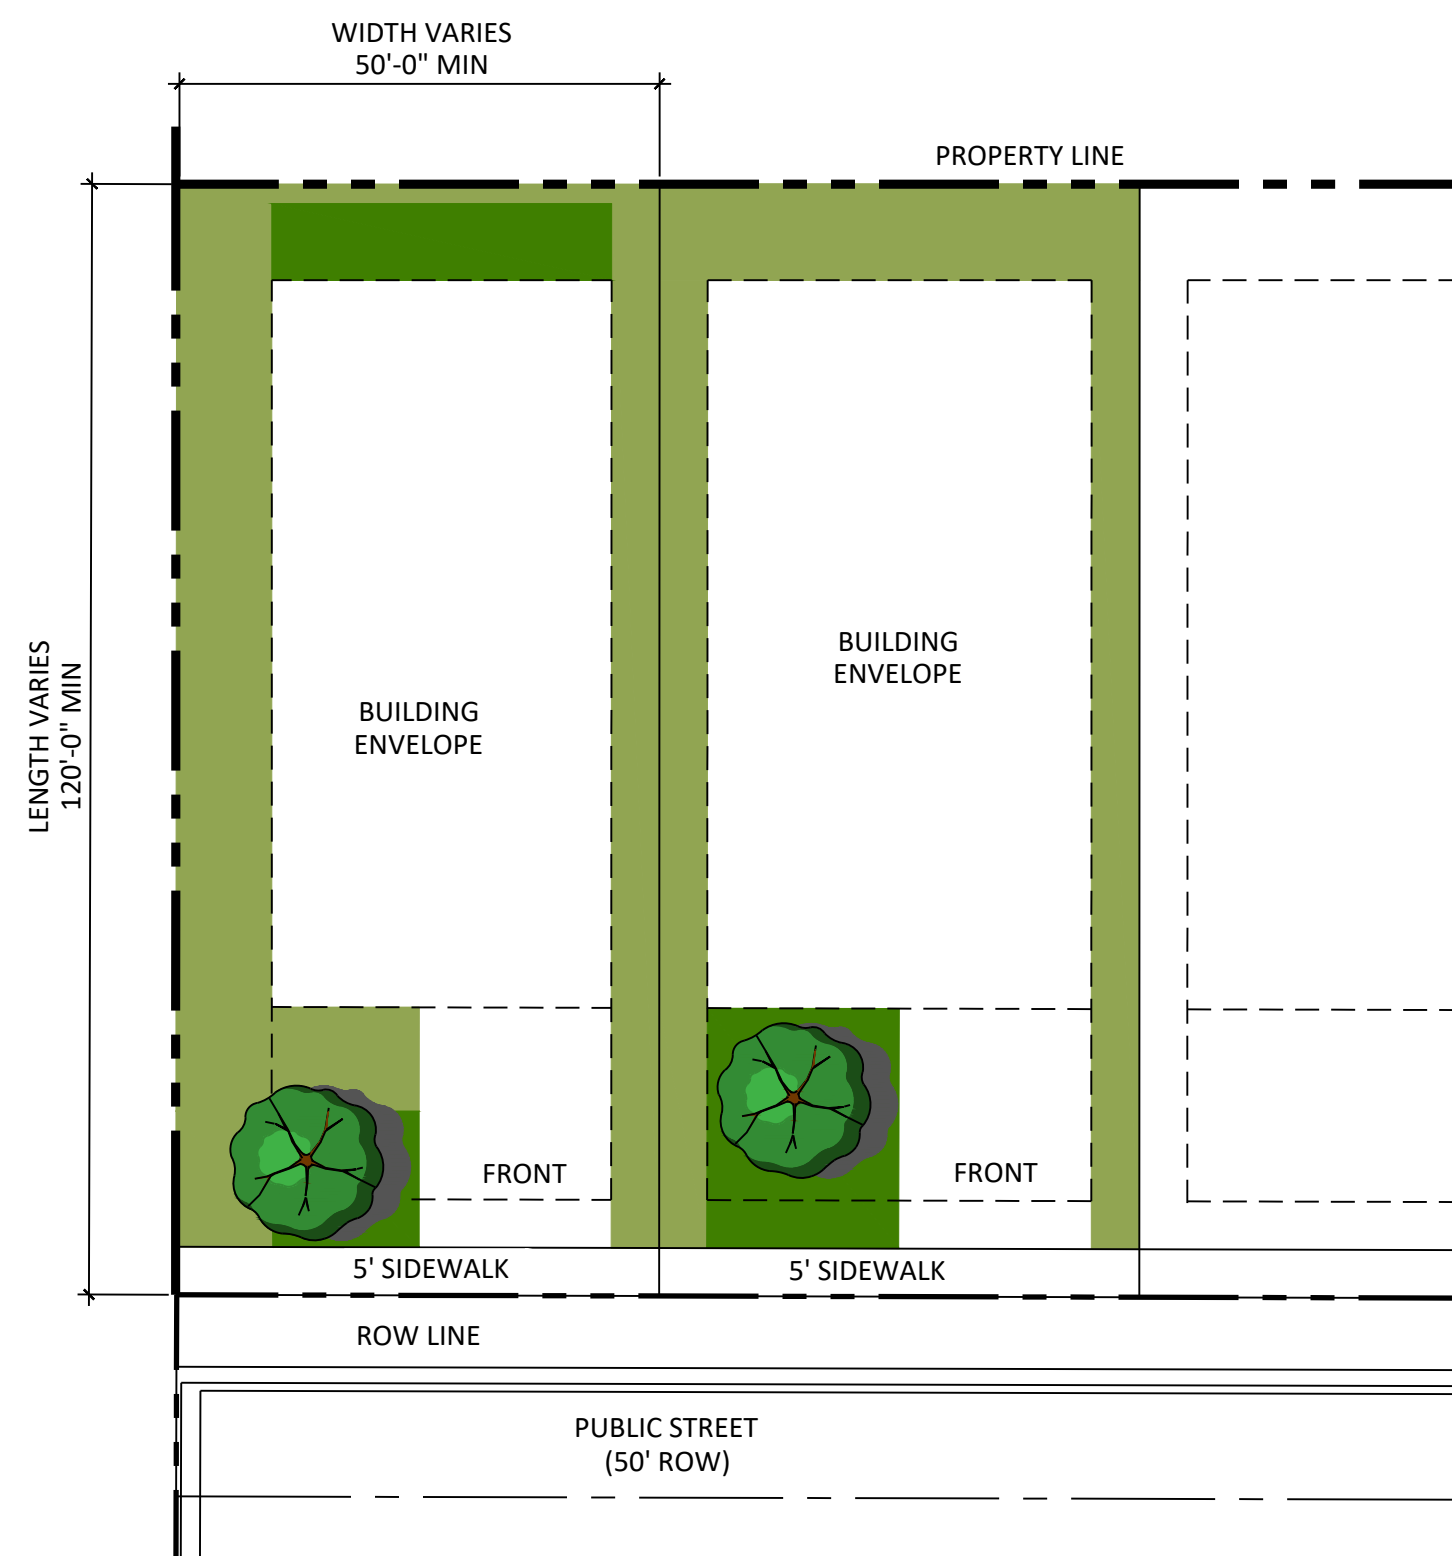 WIDTH VARIES
50'-0" MIN
PROPERTY LINE
LENGTH VARIES
120'-0" MIN
BUILDING
ENVELOPE
BUILDING
ENVELOPE
FRONT
FRONT
5' SIDEWALK
5' SIDEWALK
ROW LINE
PUBLIC STREET
(50' ROW)